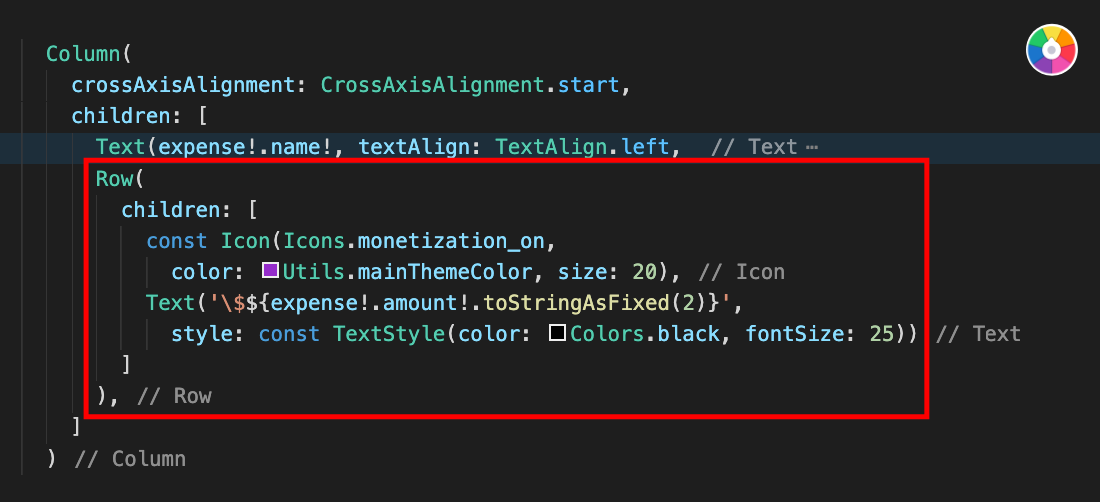 Column(
crossAxisAlignment: CrossAxisAlignment.start,
children: [
Text(expense!.name!, textAlign: TextAlign.left, // Text ⋯
Row(
children: [
const Icon(Icons.monetization_on,
color: Utils.mainThemeColor, size: 20), // Icon
Text('\$${expense!.amount!.toStringAsFixed(2)}',
style: const TextStyle(color: Colors.black, fontSize: 25)) // Text
]
), // Row
]
) // Column